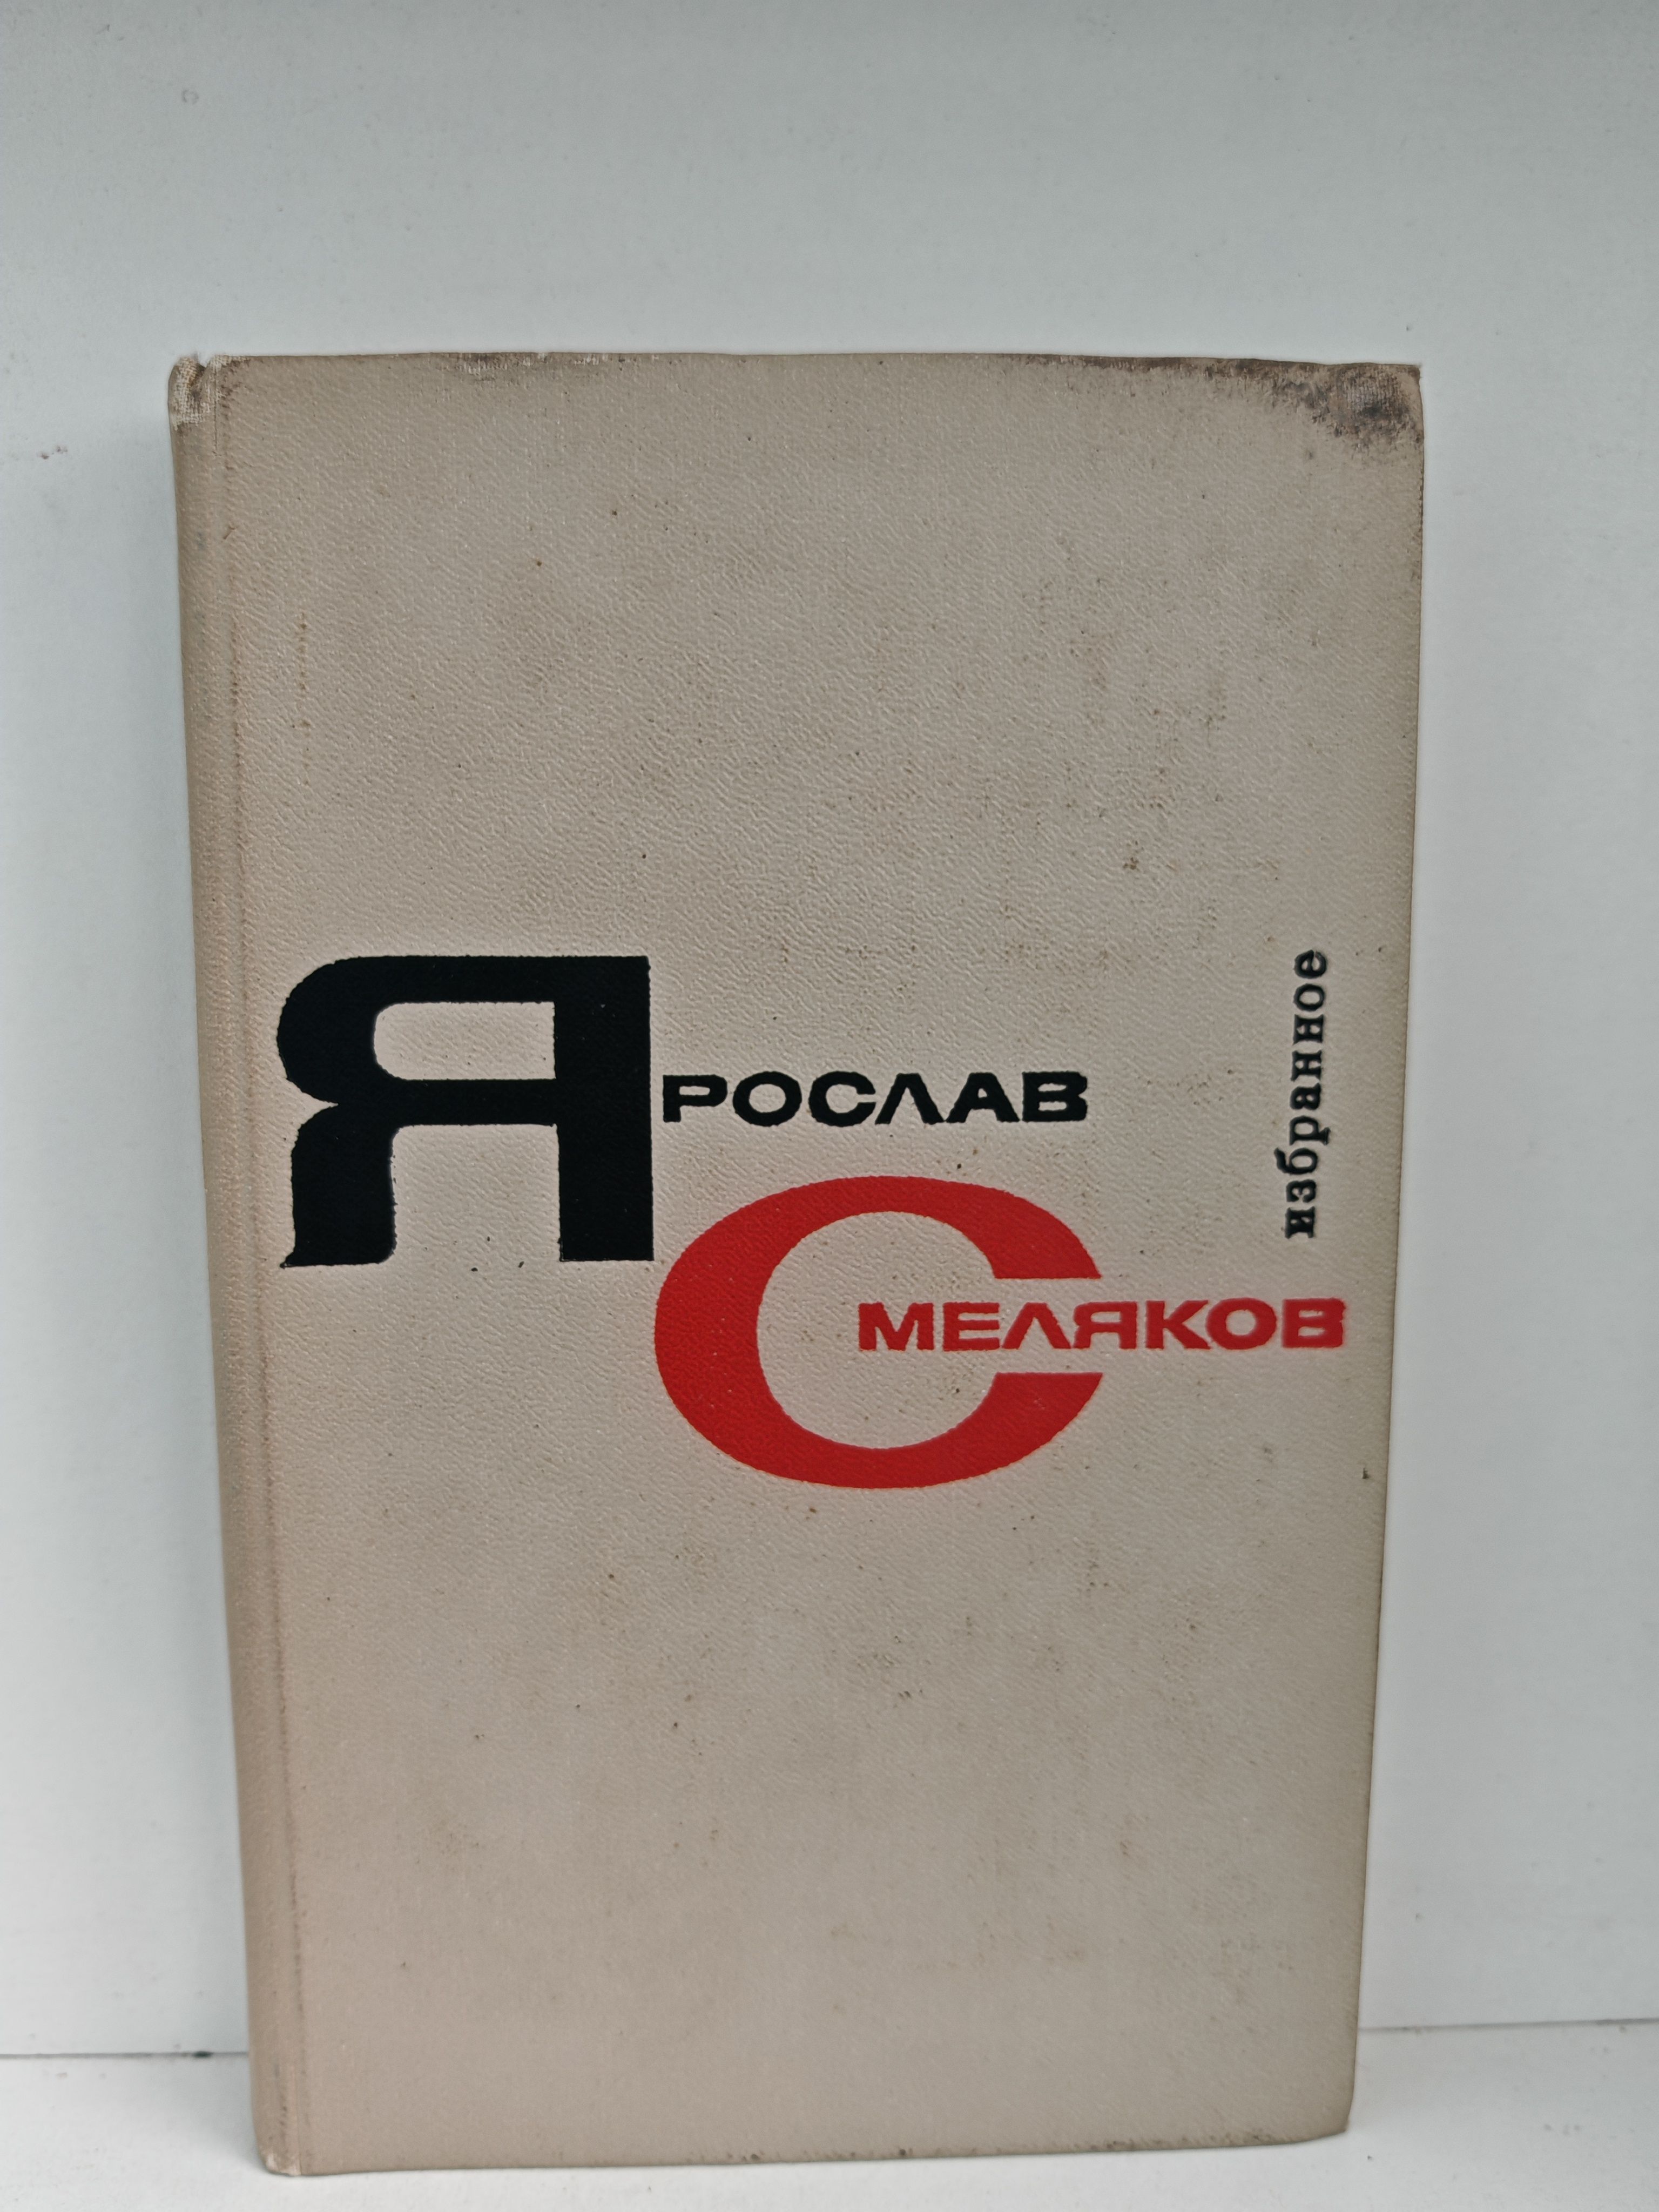 Ярослав
Смеляков
избранное